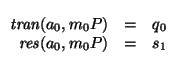 tran(a₀, m₀P) = q₀
res(a₀, m₀P) = s₁